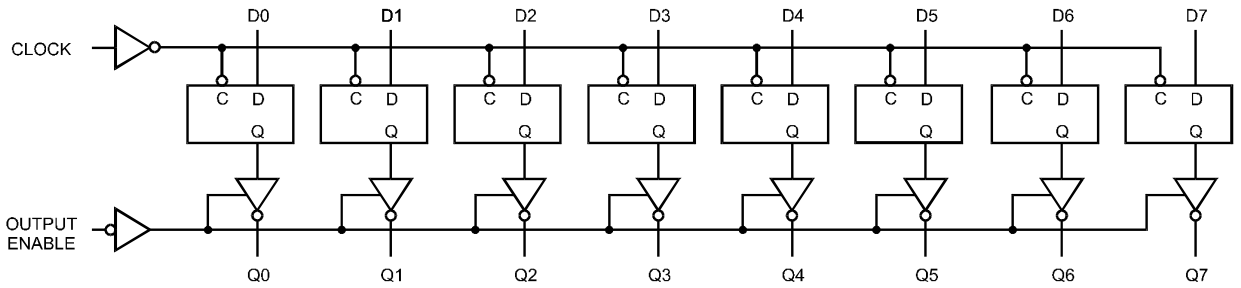 D0 D1 D2 D3 D4 D5 D6 D7
CLOCK
C D C D C D C D C D C D C D C D
Q Q Q Q Q Q Q Q
OUTPUT
ENABLE
Q0 Q1 Q2 Q3 Q4 Q5 Q6 Q7